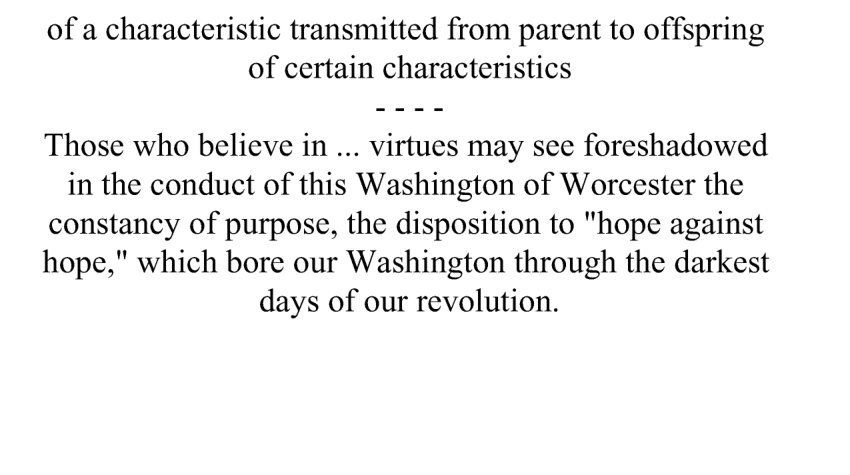 of a characteristic transmitted from parent to offspring
of certain characteristics
- - - -
Those who believe in ... virtues may see foreshadowed
in the conduct of this Washington of Worcester the
constancy of purpose, the disposition to "hope against
hope," which bore our Washington through the darkest
days of our revolution.